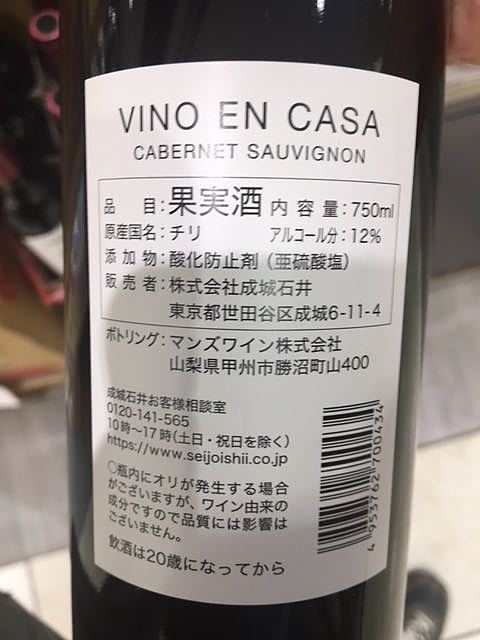 VINO EN CASA
CABERNET SAUVIGNON
品 目：果実酒 内 容 量：750ml
原産国名：チリ アルコール分：12%
添 加 物：酸化防止剤（亜硫酸塩）
販 売 者：株式会社成城石井
東京都世田谷区成城6-11-4
ボトリング：マンズワイン株式会社
山梨県甲州市勝沼町山400
成城石井お客様相談室
0120-141-565
10時〜17時（土日・祝日を除く）
https://www.seijoishii.co.jp
○瓶内にオリが発生する場合
がございますが、ワイン由来の
成分ですので品質には影響は
ございません。
飲酒は20歳になってから
4 953762 700434